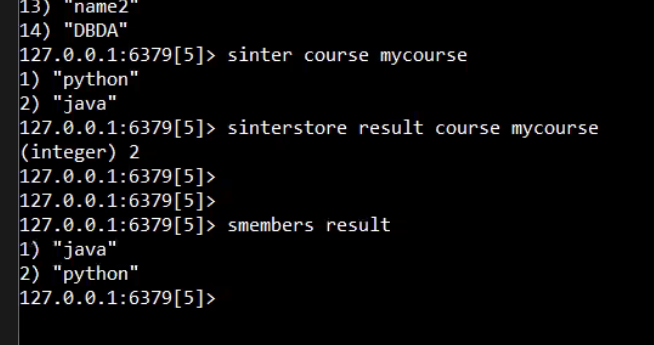 13) "name2"
14) "DBDA"
127.0.0.1:6379[5]> sinter course mycourse
1) "python"
2) "java"
127.0.0.1:6379[5]> sinterstore result course mycourse
(integer) 2
127.0.0.1:6379[5]>
127.0.0.1:6379[5]>
127.0.0.1:6379[5]> smembers result
1) "java"
2) "python"
127.0.0.1:6379[5]>